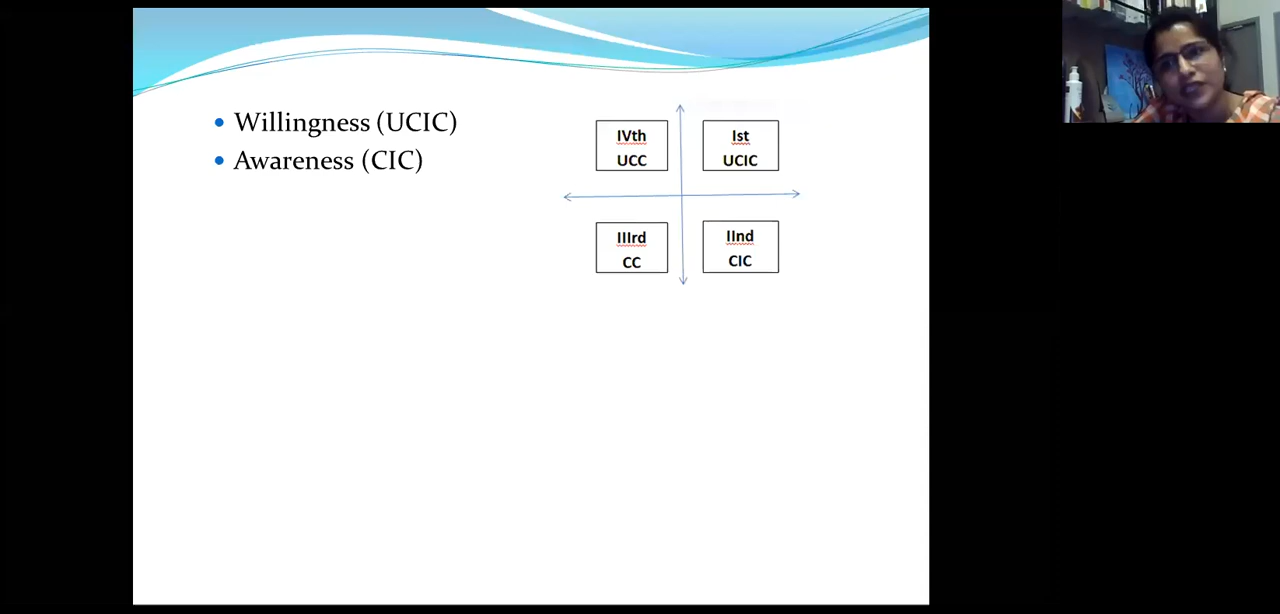 Willingness (UCIC)
Awareness (CIC)
IVth
UCC
Ist
UCIC
IIIrd
CC
IInd
CIC